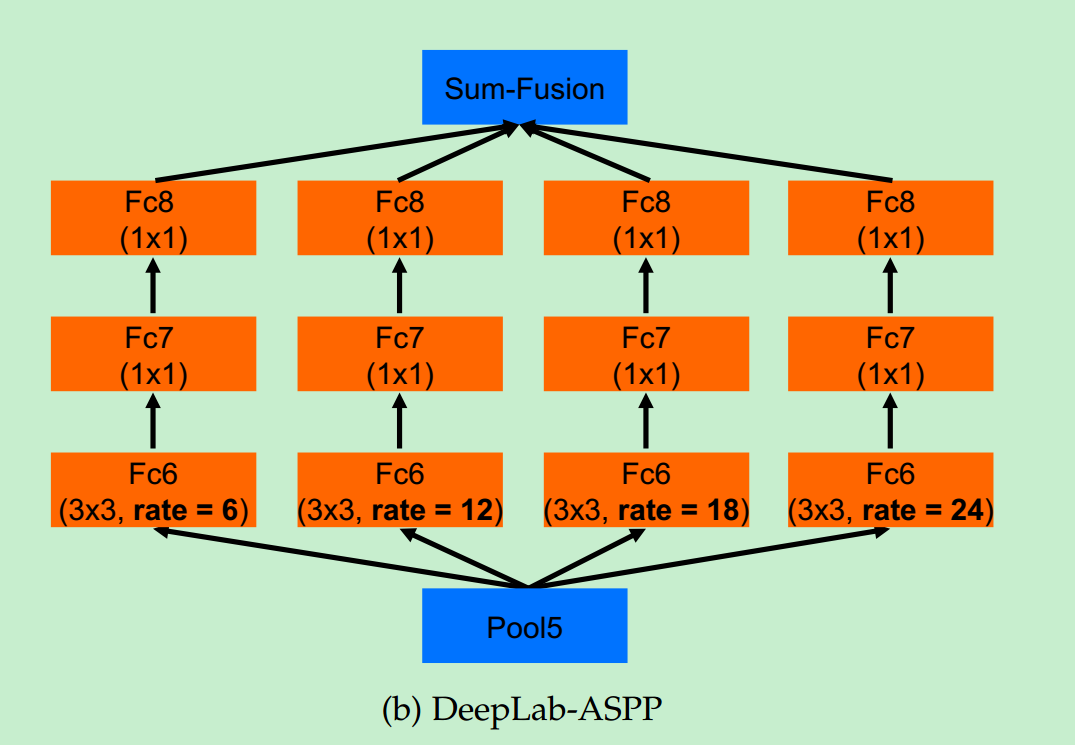 Sum-Fusion
Fc8
(1x1)
Fc8
(1x1)
Fc8
(1x1)
Fc8
(1x1)
Fc7
(1x1)
Fc7
(1x1)
Fc7
(1x1)
Fc7
(1x1)
Fc6
(3x3, rate = 6)
Fc6
(3x3, rate = 12)
Fc6
(3x3, rate = 18)
Fc6
(3x3, rate = 24)
Pool5
(b) DeepLab-ASPP